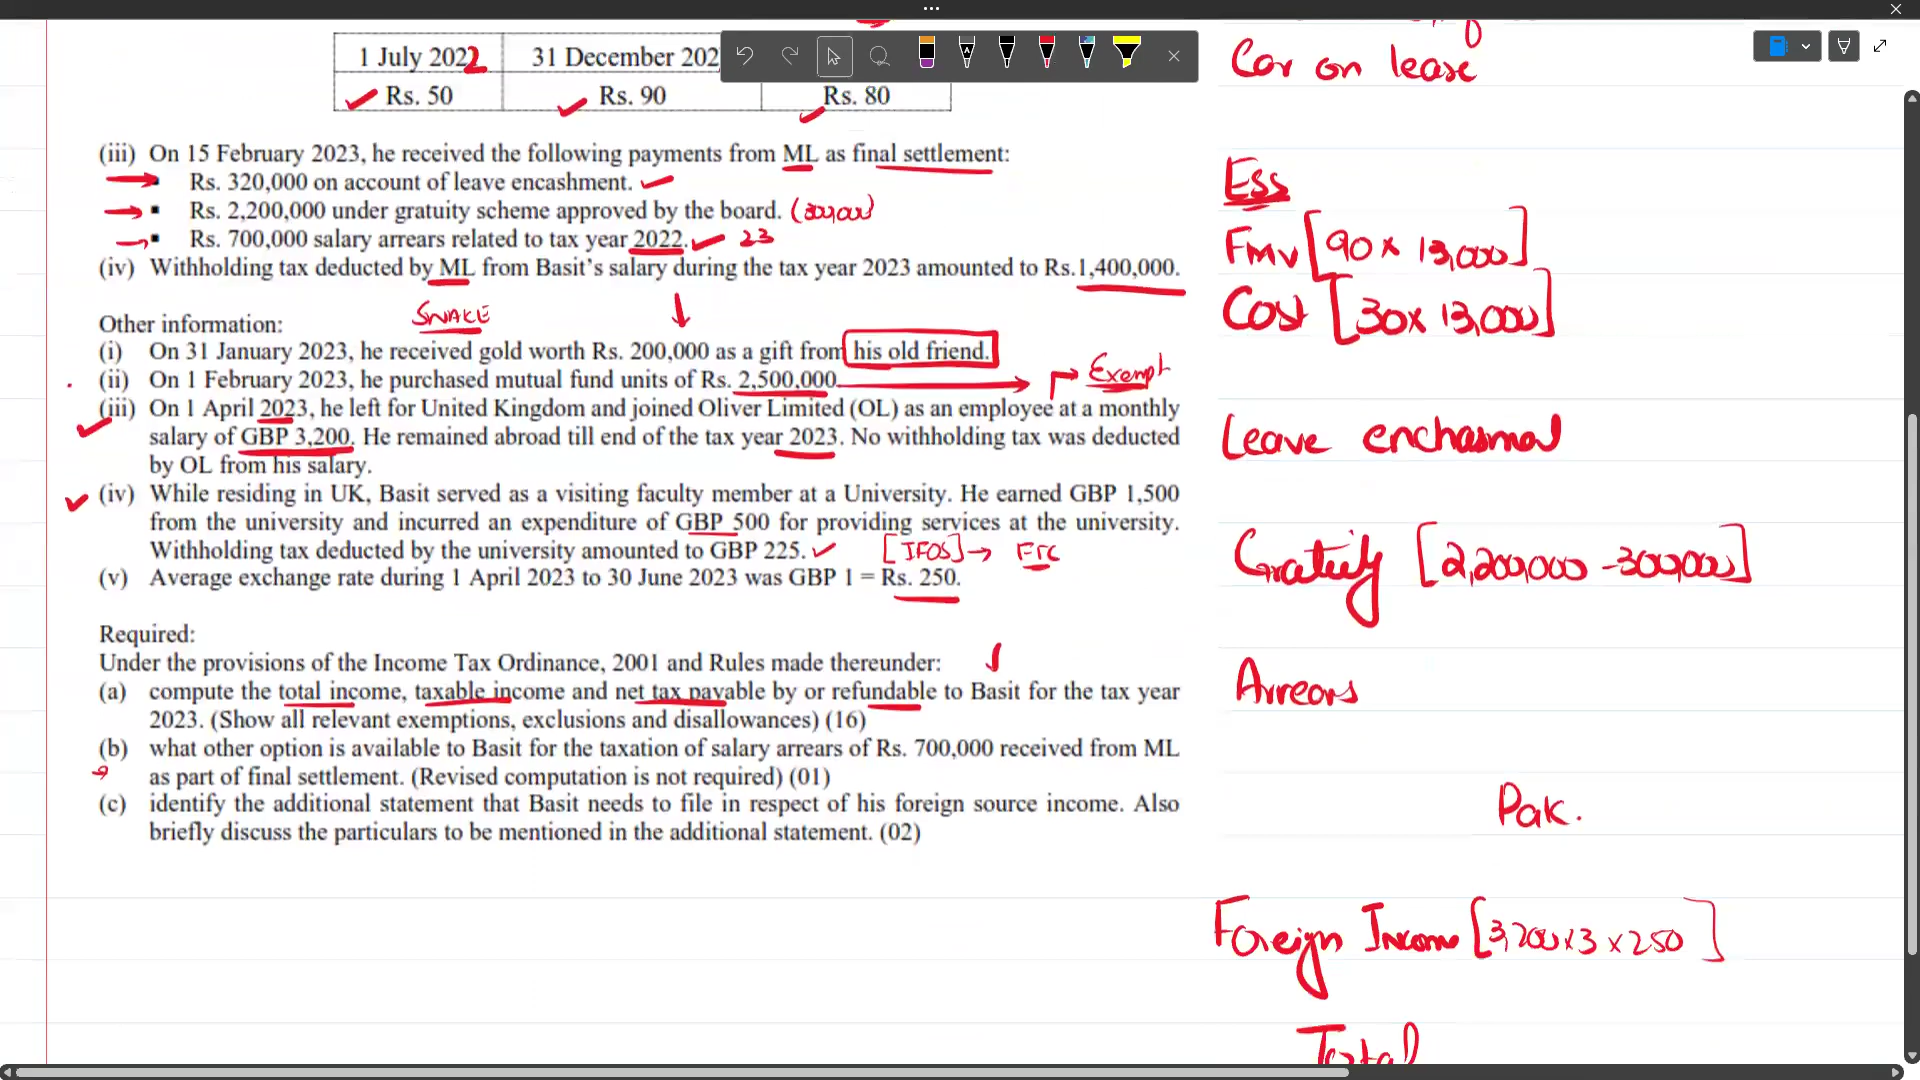 1 July 2022 31 December 202
Rs. 50 Rs. 90 Rs. 80
(iii) On 15 February 2023, he received the following payments from ML as final settlement:
▪ Rs. 320,000 on account of leave encashment.
▪ Rs. 2,200,000 under gratuity scheme approved by the board. (300,000)
▪ Rs. 700,000 salary arrears related to tax year 2022. 23
(iv) Withholding tax deducted by ML from Basit's salary during the tax year 2023 amounted to Rs.1,400,000.
SNAKE
Other information:
(i) On 31 January 2023, he received gold worth Rs. 200,000 as a gift from his old friend.
Exempt
(ii) On 1 February 2023, he purchased mutual fund units of Rs. 2,500,000.
(iii) On 1 April 2023, he left for United Kingdom and joined Oliver Limited (OL) as an employee at a monthly
salary of GBP 3,200. He remained abroad till end of the tax year 2023. No withholding tax was deducted
by OL from his salary.
(iv) While residing in UK, Basit served as a visiting faculty member at a University. He earned GBP 1,500
from the university and incurred an expenditure of GBP 500 for providing services at the university.
Withholding tax deducted by the university amounted to GBP 225. [IFOS] → FTC
(v) Average exchange rate during 1 April 2023 to 30 June 2023 was GBP 1 = Rs. 250.
Required:
Under the provisions of the Income Tax Ordinance, 2001 and Rules made thereunder:
(a) compute the total income, taxable income and net tax payable by or refundable to Basit for the tax year
2023. (Show all relevant exemptions, exclusions and disallowances) (16)
(b) what other option is available to Basit for the taxation of salary arrears of Rs. 700,000 received from ML
as part of final settlement. (Revised computation is not required) (01)
(c) identify the additional statement that Basit needs to file in respect of his foreign source income. Also
briefly discuss the particulars to be mentioned in the additional statement. (02)
Car on lease
Ess
Fmv [90 x 13,000]
Cost [30 x 13,000]
Leave
Gratuity [2,200,000 - 300,000]
Arrears
Pak.
Foreign Income [3,200 x 3 x 250]
Total